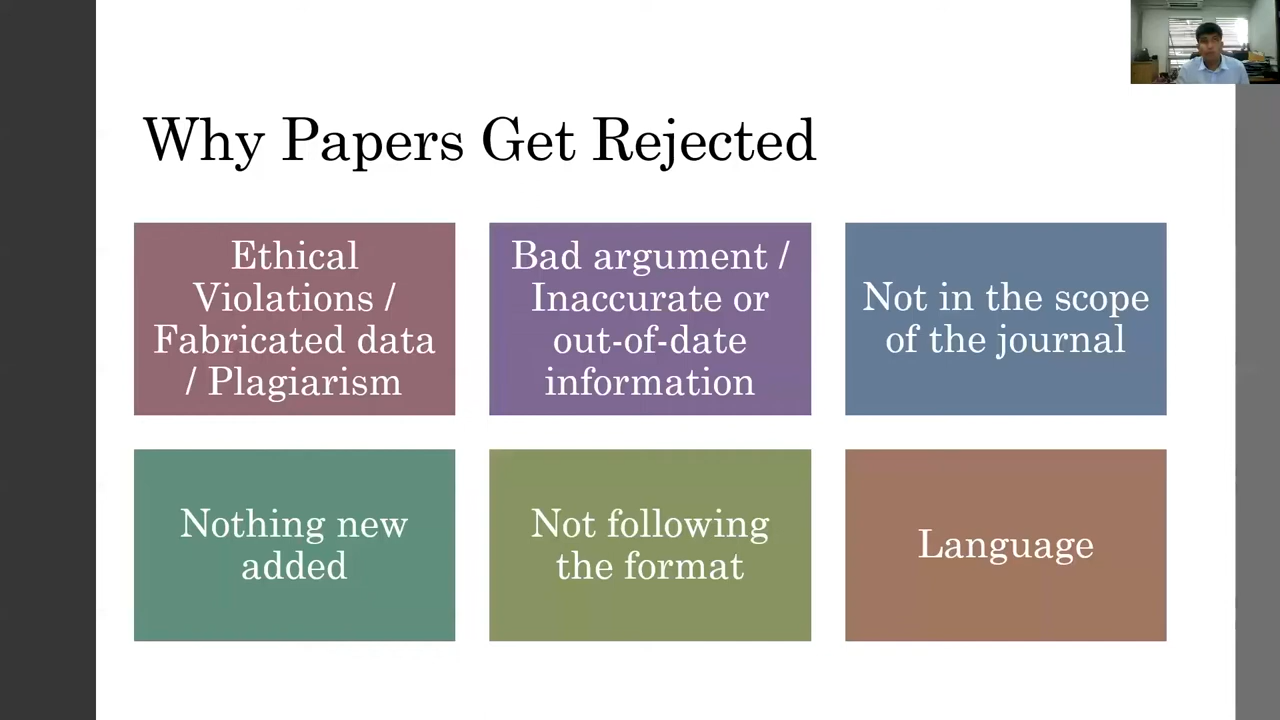 Why Papers Get Rejected
Ethical
Violations /
Fabricated data
/ Plagiarism
Bad argument /
Inaccurate or
out-of-date
information
Not in the scope
of the journal
Nothing new
added
Not following
the format
Language